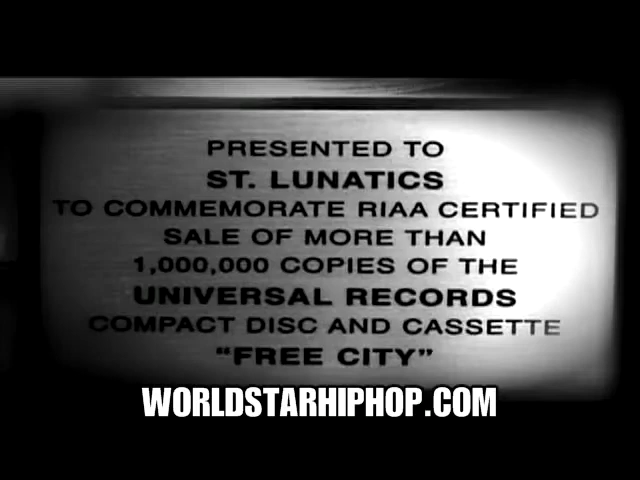 PRESENTED TO
ST. LUNATICS
TO COMMEMORATE RIAA CERTIFIED
SALE OF MORE THAN
1,000,000 COPIES OF THE
UNIVERSAL RECORDS
COMPACT DISC AND CASSETTE
"FREE CITY"
WORLDSTARHIPHOP.COM